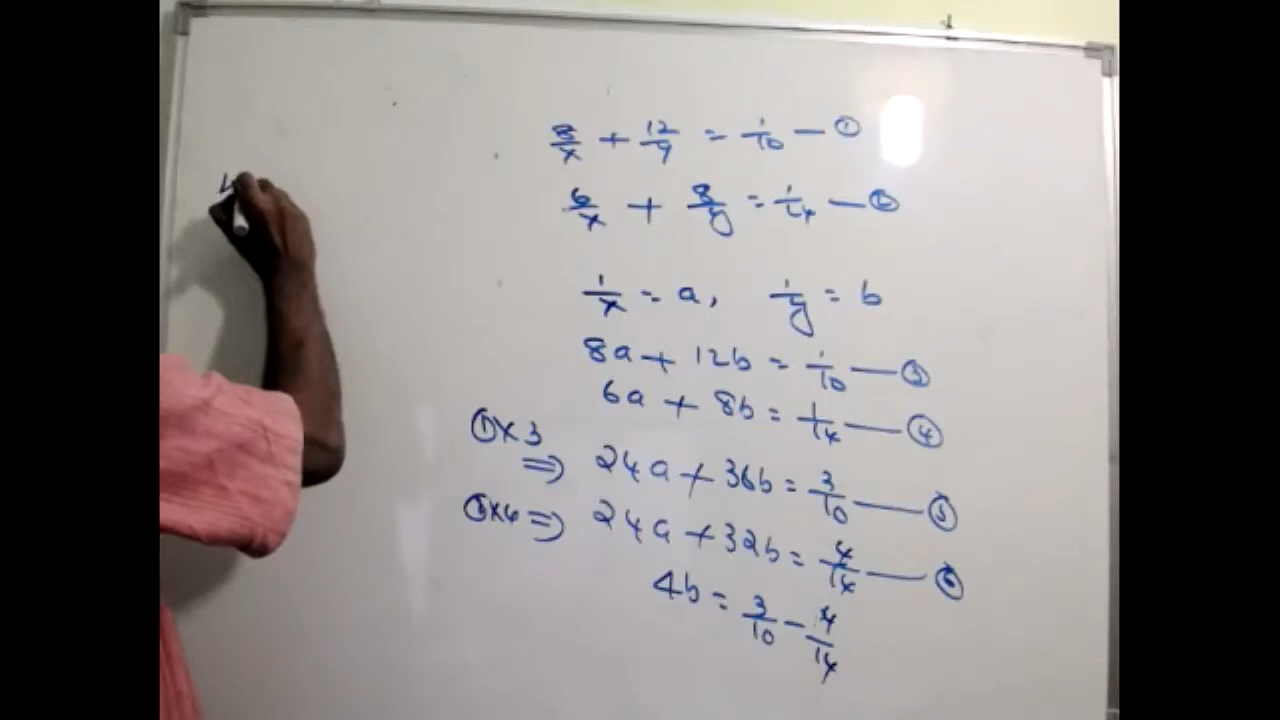 8/x + 12/y = 1/10 — ①
6/x + 8/y = 1/14 — ②
1/x = a, 1/y = b
8a + 12b = 1/10 — ③
6a + 8b = 1/14 — ④
①×3
⇒ 24a + 36b = 3/10 — ⑤
⇒ 24a + 32b = 4/14 — ⑥
4b = 3/10 - 4/14